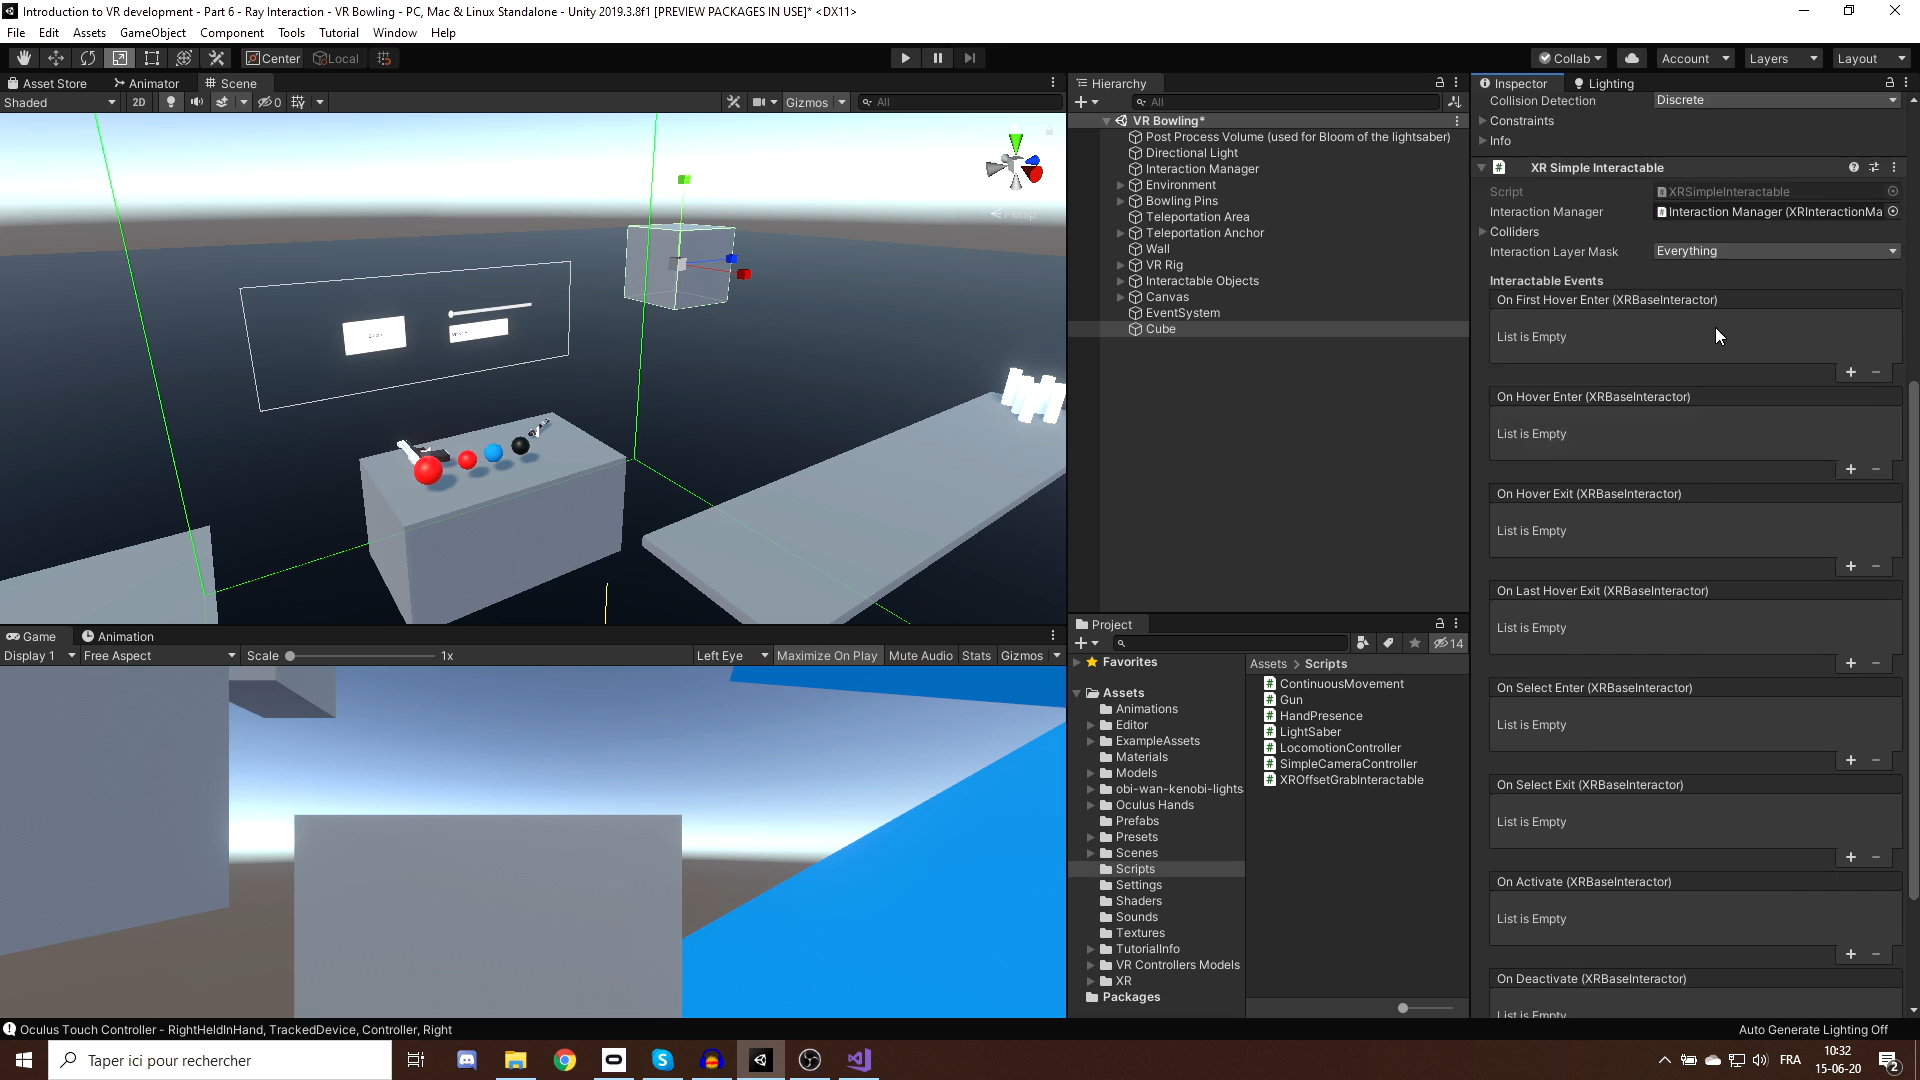 Introduction to VR development - Part 6 - Ray Interaction - VR Bowling - PC, Mac & Linux Standalone - Unity 2019.3.8f1 [PREVIEW PACKAGES IN USE]* <DX11>
File Edit Assets GameObject Component Tools Tutorial Window Help
Center Local Collab Account Layers Layout
Asset Store Animator Scene
Shaded 2D 0 Gizmos All
Persp
Game Animation
Display 1 Free Aspect Scale 1x Left Eye Maximize On Play Mute Audio Stats Gizmos
Hierarchy
All
VR Bowling*
Post Process Volume (used for Bloom of the lightsaber)
Directional Light
Interaction Manager
Environment
Bowling Pins
Teleportation Area
Teleportation Anchor
Wall
VR Rig
Interactable Objects
Canvas
EventSystem
Cube
Project
14
Favorites
Assets
Animations
Editor
ExampleAssets
Materials
Models
obi-wan-kenobi-lights
Oculus Hands
Prefabs
Presets
Scenes
Scripts
Settings
Shaders
Sounds
Textures
TutorialInfo
VR Controllers Models
XR
Packages
Assets > Scripts
ContinuousMovement
Gun
HandPresence
LightSaber
LocomotionController
SimpleCameraController
XROffsetGrabInteractable
Inspector Lighting
Collision Detection Discrete
Constraints
Info
XR Simple Interactable
Script XRSimpleInteractable
Interaction Manager Interaction Manager (XRInteractionMa
Colliders
Interaction Layer Mask Everything
Interactable Events
On First Hover Enter (XRBaseInteractor)
List is Empty
On Hover Enter (XRBaseInteractor)
List is Empty
On Hover Exit (XRBaseInteractor)
List is Empty
On Last Hover Exit (XRBaseInteractor)
List is Empty
On Select Enter (XRBaseInteractor)
List is Empty
On Select Exit (XRBaseInteractor)
List is Empty
On Activate (XRBaseInteractor)
List is Empty
On Deactivate (XRBaseInteractor)
List is Empty
Oculus Touch Controller - RightHeldInHand, TrackedDevice, Controller, Right
Auto Generate Lighting Off
Taper ici pour rechercher
FRA
10:32
15-06-20
2